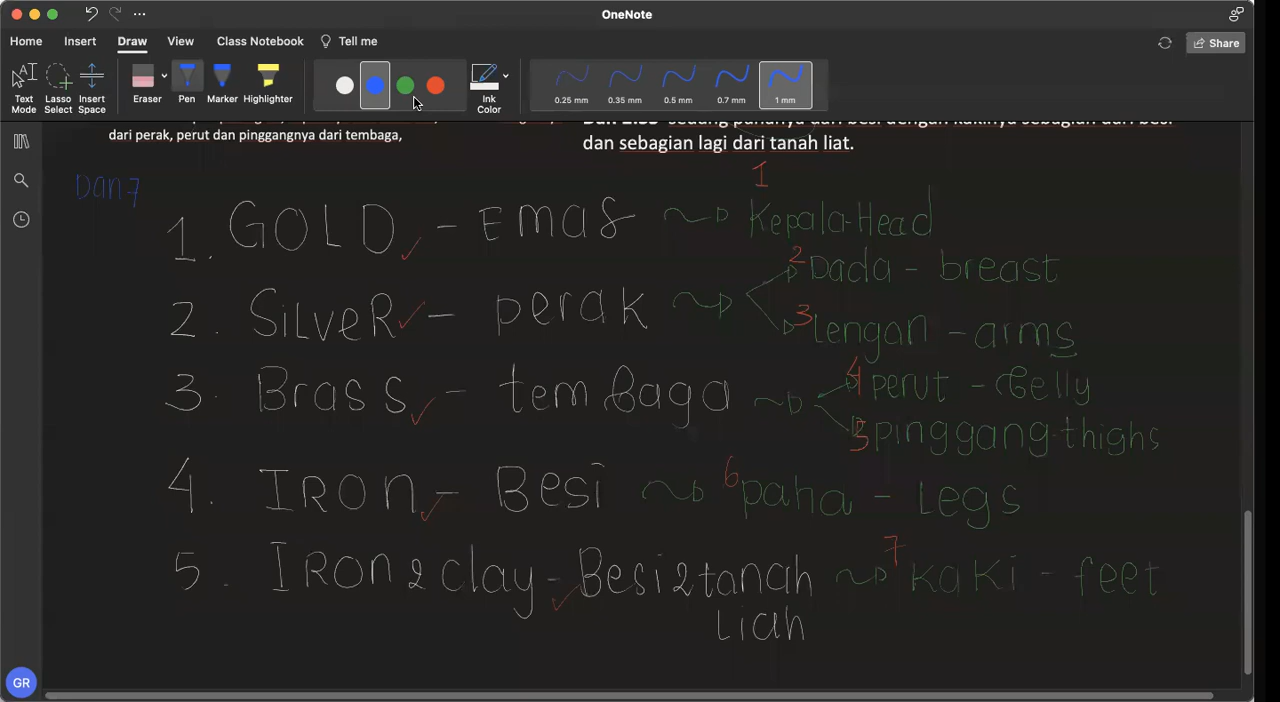 OneNote
Home Insert Draw View Class Notebook Tell me
Share
Text Mode
Lasso Select
Insert Space
Eraser
Pen
Marker
Highlighter
Ink Color
0.25 mm
0.35 mm
0.5 mm
0.7 mm
1 mm
dari perak, perut dan pinggangnya dari tembaga,
dan sebagian lagi dari tanah liat.
Dan 7
1
1. GOLD - EMAS Kepala-Head
2 Dada - breast
2. SiLveR - perak
3 lengan - arms
4 perut - belly
3. Brass - tembaga
5 pinggang-thighs
4. IRON - Besi 6 paha - Legs
7
5. IRON & clay - Besi & tanah kaki - feet
Liah
GR